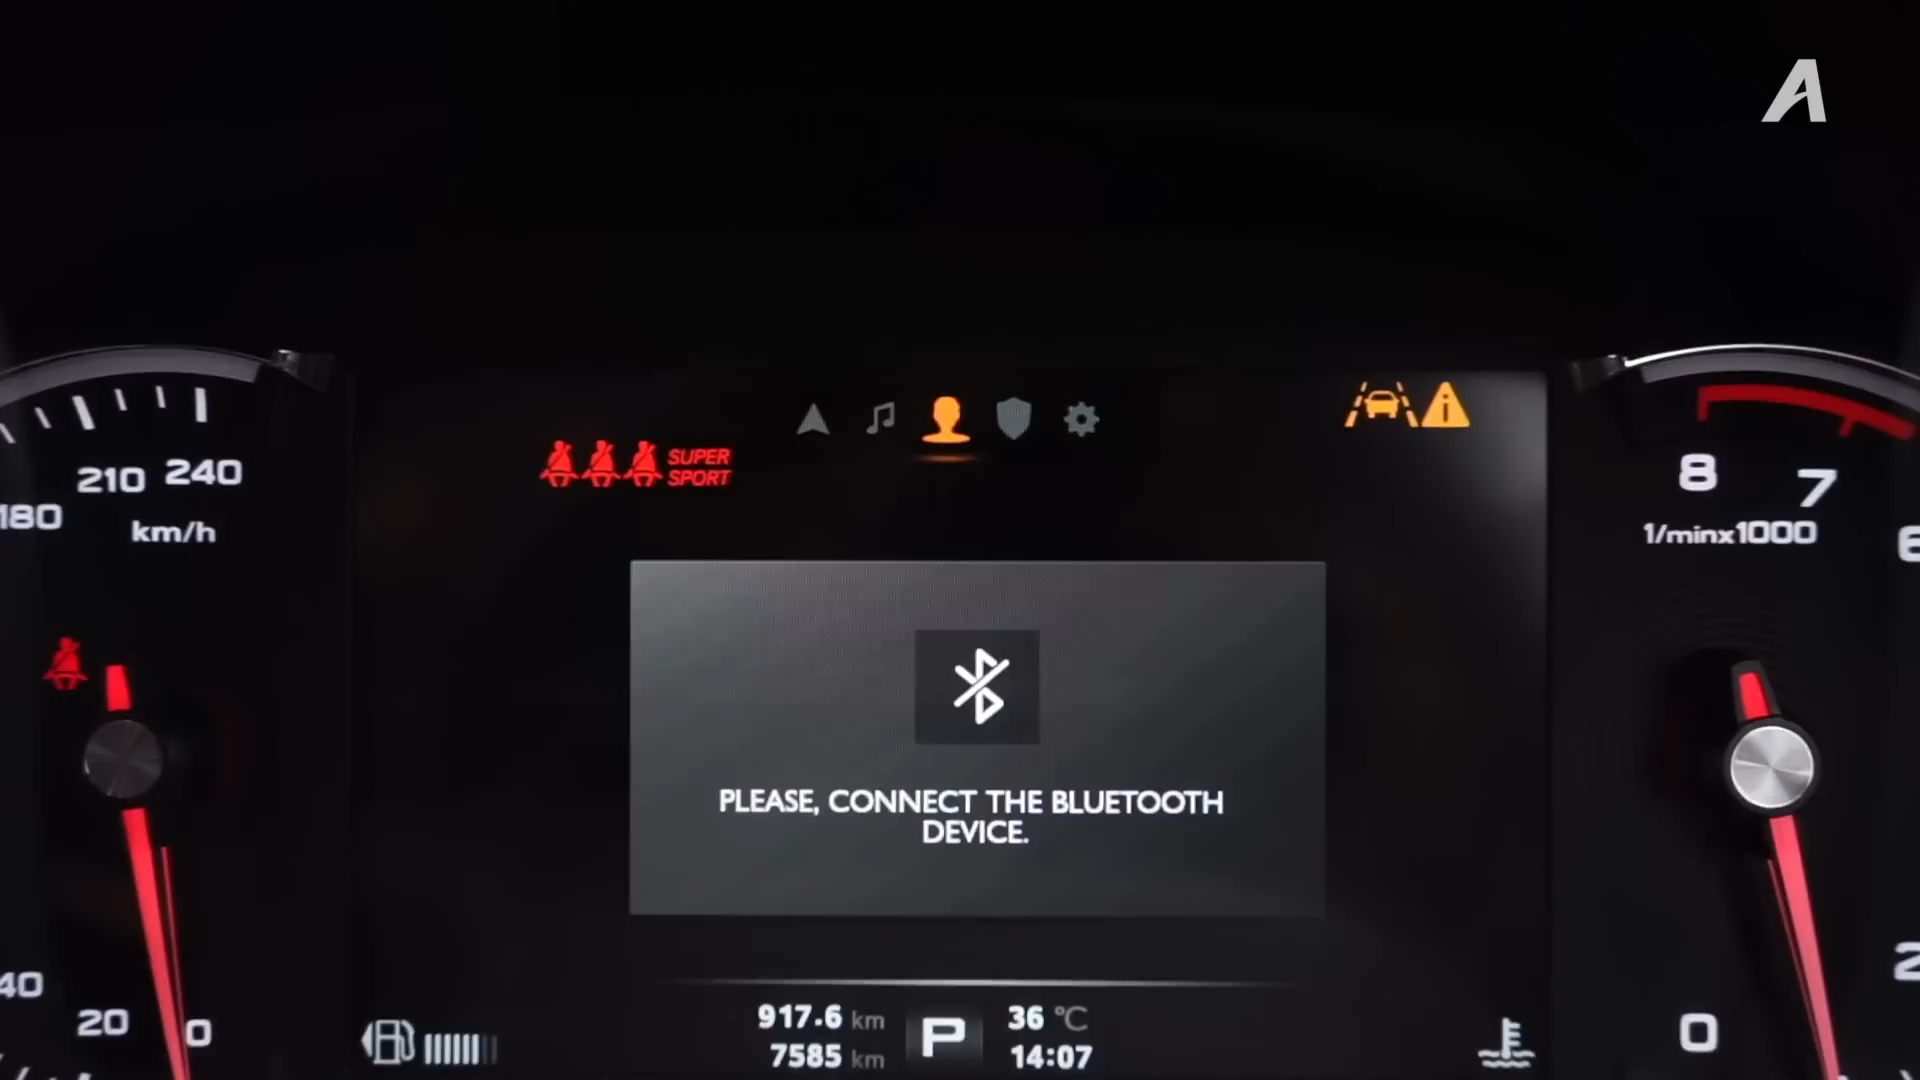 A
SUPER
SPORT
180
210
240
km/h
8
7
6
1/minx1000
PLEASE, CONNECT THE BLUETOOTH
DEVICE.
40
20
0
917.6 km
7585 km
P
36 °C
14:07
0
2